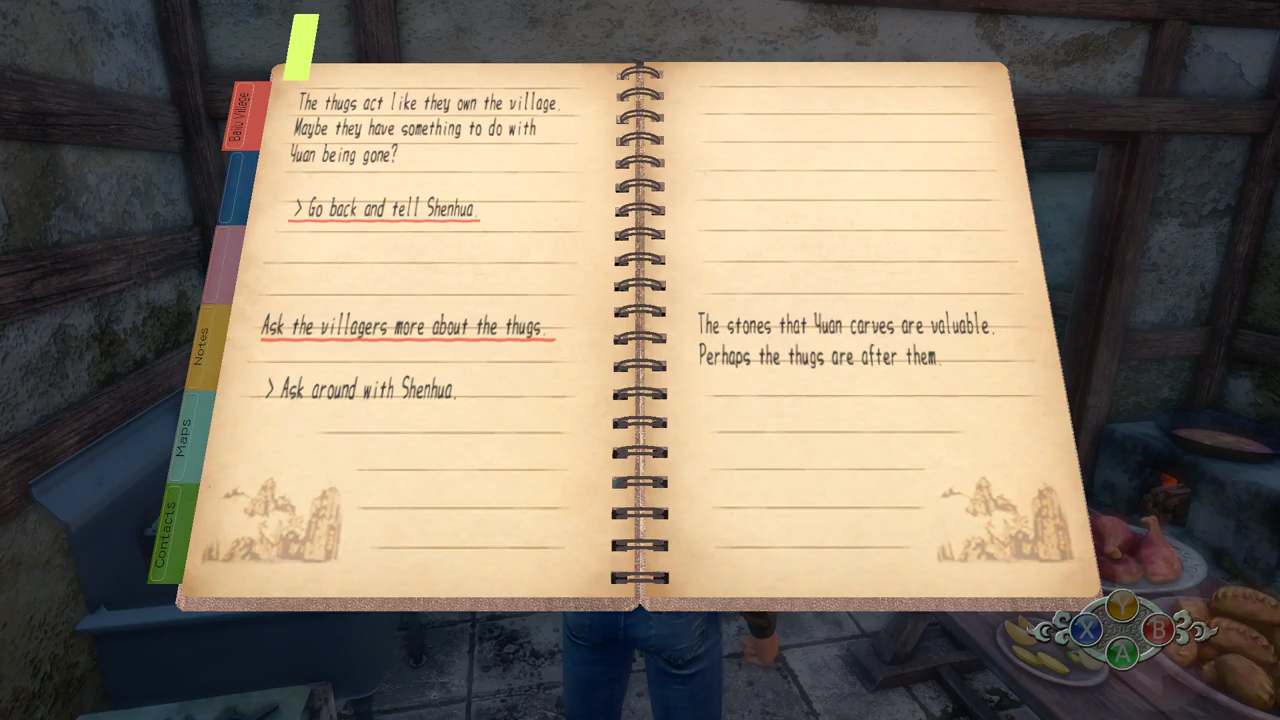 Bailu Village
Notes
Maps
Contacts
The thugs act like they own the village.
Maybe they have something to do with
Yuan being gone?
> Go back and tell Shenhua.
Ask the villagers more about the thugs.
> Ask around with Shenhua.
The stones that Yuan carves are valuable.
Perhaps the thugs are after them.
Y
X
B
A